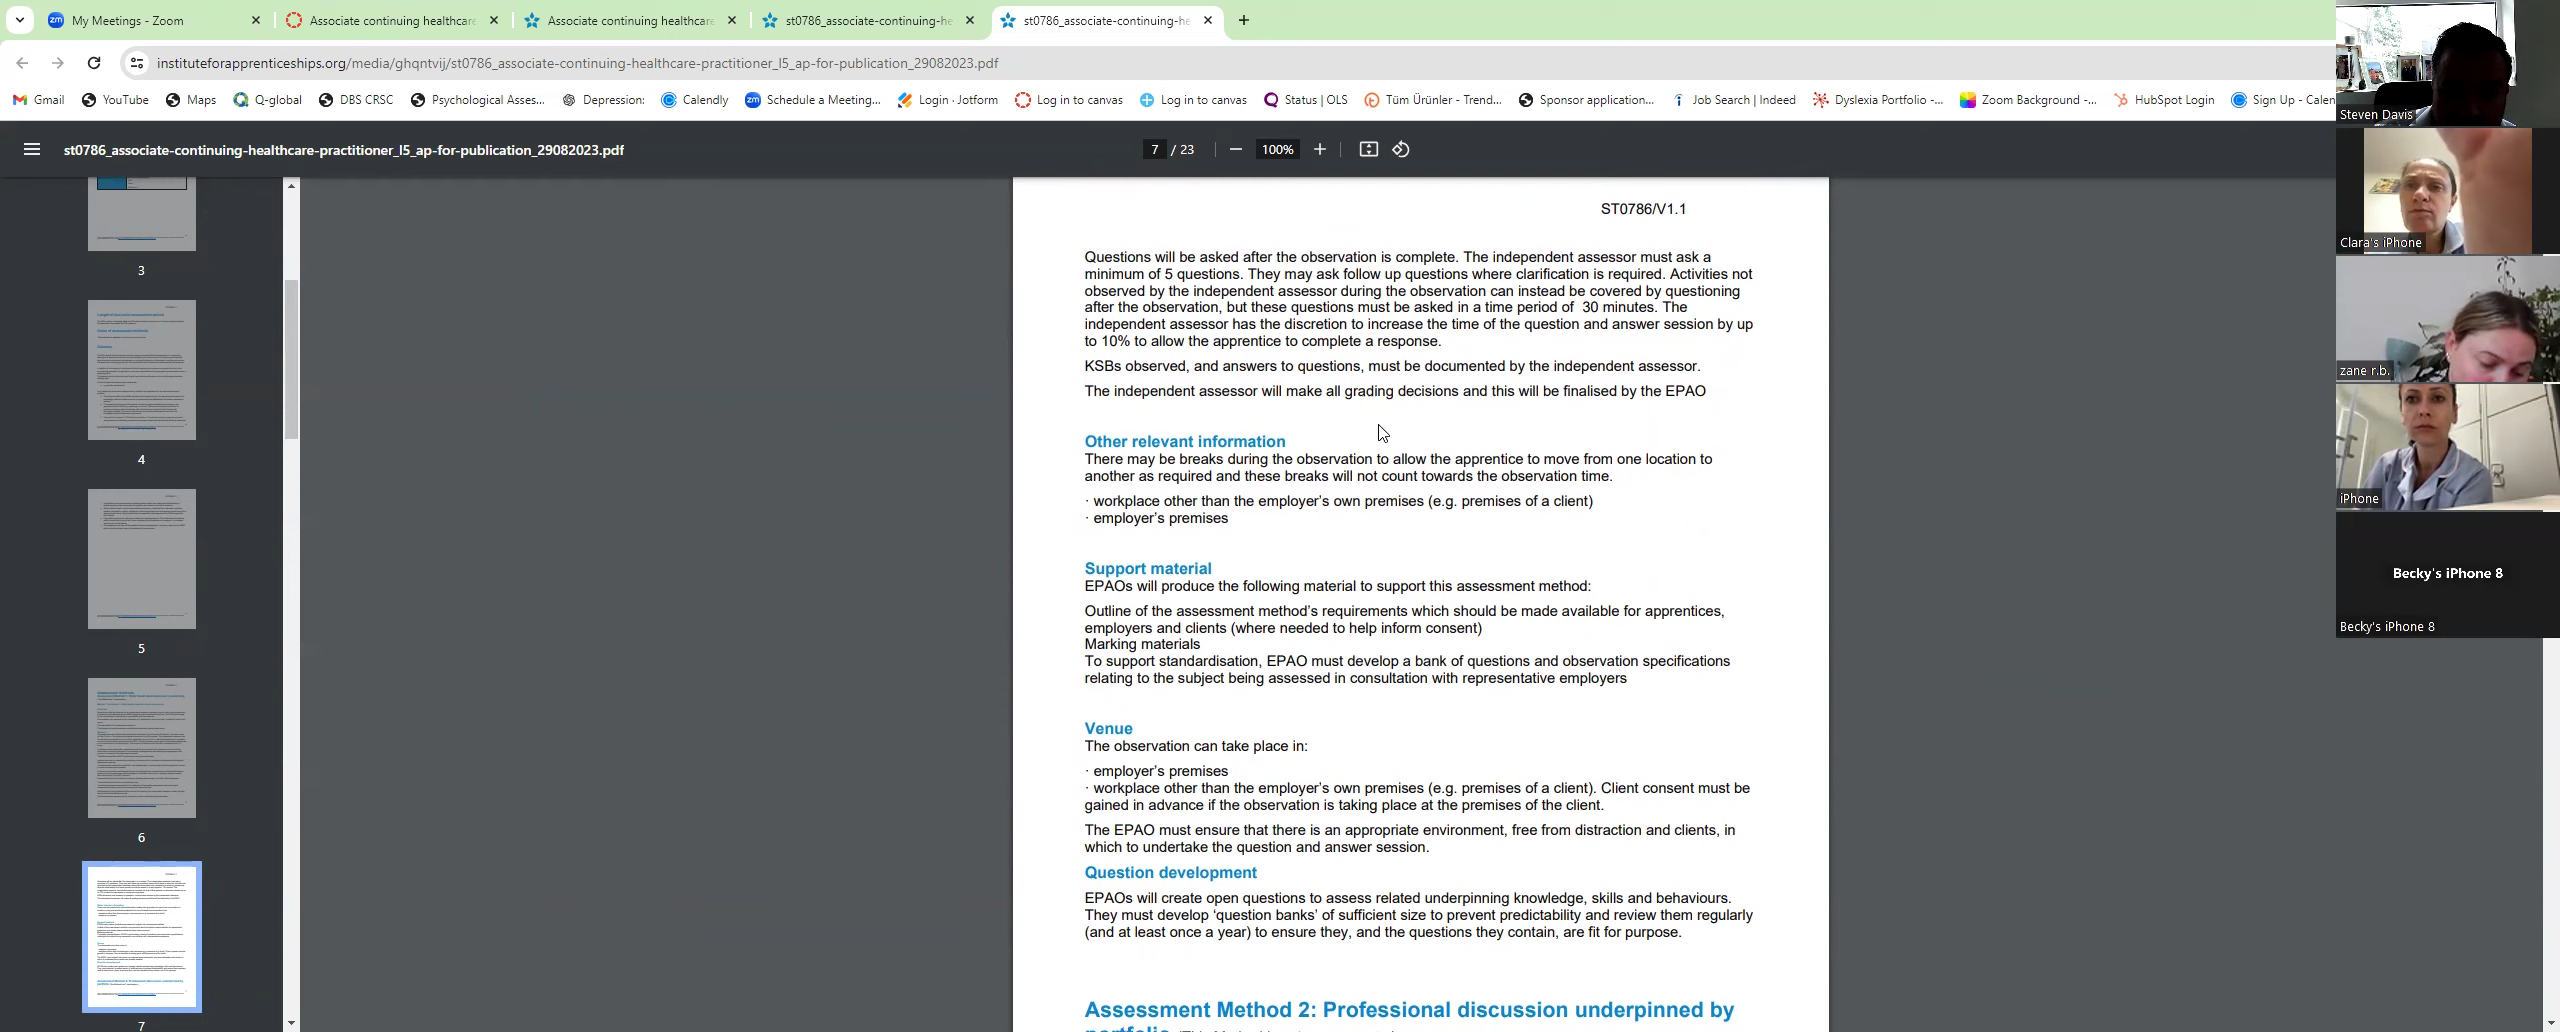 My Meetings - Zoom
Associate continuing healthcare
Associate continuing healthcare
st0786_associate-continuing-he
st0786_associate-continuing-he
instituteforapprenticeships.org/media/ghqntvij/st0786_associate-continuing-healthcare-practitioner_l5_ap-for-publication_29082023.pdf
Gmail
YouTube
Maps
Q-global
DBS CRSC
Psychological Asses...
Depression:
Calendly
Schedule a Meeting...
Login · Jotform
Log in to canvas
Log in to canvas
Status | OLS
Tüm Ürünler - Trend...
Sponsor application...
Job Search | Indeed
Dyslexia Portfolio -...
Zoom Background -...
HubSpot Login
Sign Up - Calen
st0786_associate-continuing-healthcare-practitioner_l5_ap-for-publication_29082023.pdf
7 / 23
100%
3
4
5
6
7
ST0786/V1.1
Questions will be asked after the observation is complete. The independent assessor must ask a
minimum of 5 questions. They may ask follow up questions where clarification is required. Activities not
observed by the independent assessor during the observation can instead be covered by questioning
after the observation, but these questions must be asked in a time period of 30 minutes. The
independent assessor has the discretion to increase the time of the question and answer session by up
to 10% to allow the apprentice to complete a response.
KSBs observed, and answers to questions, must be documented by the independent assessor.
The independent assessor will make all grading decisions and this will be finalised by the EPAO
Other relevant information
There may be breaks during the observation to allow the apprentice to move from one location to
another as required and these breaks will not count towards the observation time.
· workplace other than the employer's own premises (e.g. premises of a client)
· employer's premises
Support material
EPAOs will produce the following material to support this assessment method:
Outline of the assessment method's requirements which should be made available for apprentices,
employers and clients (where needed to help inform consent)
Marking materials
To support standardisation, EPAO must develop a bank of questions and observation specifications
relating to the subject being assessed in consultation with representative employers
Venue
The observation can take place in:
· employer's premises
· workplace other than the employer's own premises (e.g. premises of a client). Client consent must be
gained in advance if the observation is taking place at the premises of the client.
The EPAO must ensure that there is an appropriate environment, free from distraction and clients, in
which to undertake the question and answer session.
Question development
EPAOs will create open questions to assess related underpinning knowledge, skills and behaviours.
They must develop ‘question banks’ of sufficient size to prevent predictability and review them regularly
(and at least once a year) to ensure they, and the questions they contain, are fit for purpose.
Assessment Method 2: Professional discussion underpinned by
Steven Davis
Clara's iPhone
zane r.b.
iPhone
Becky's iPhone 8
Becky's iPhone 8